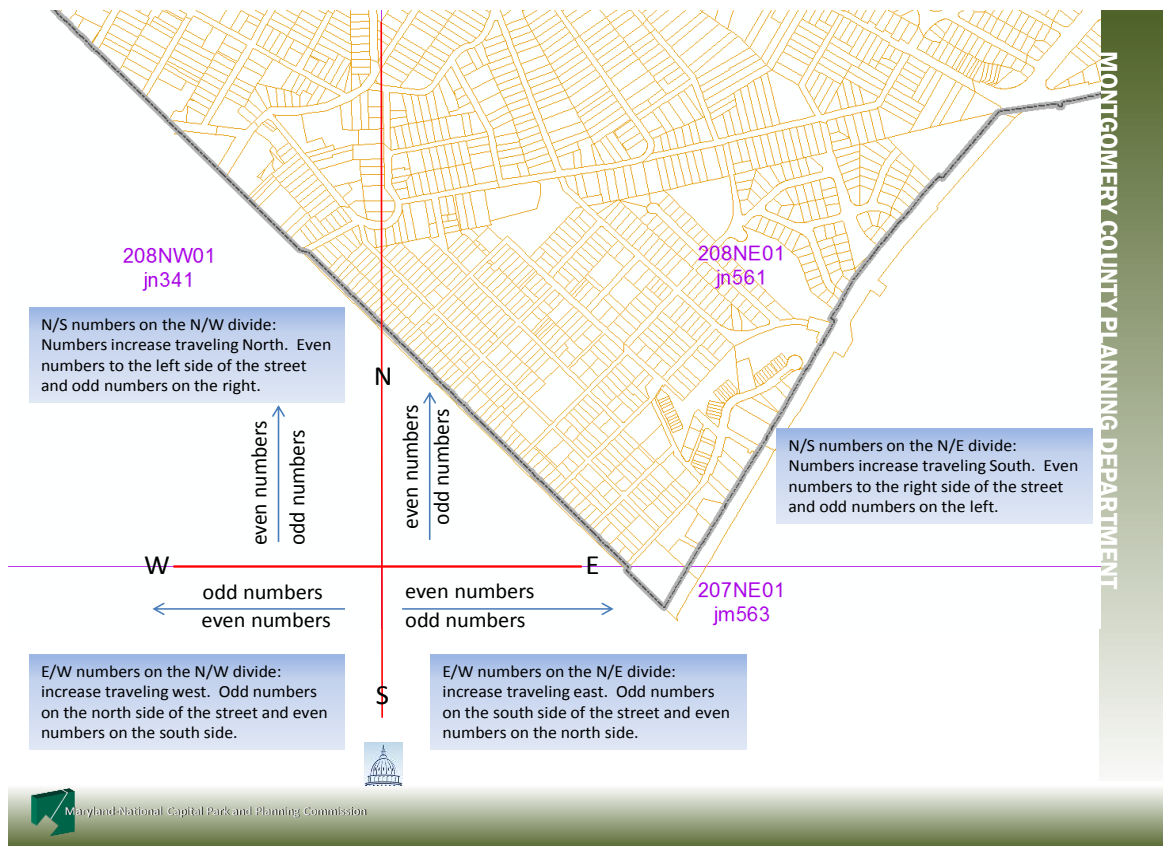 MONTGOMERY COUNTY PLANNING DEPARTMENT
208NW01
jn341
208NE01
jn561
N/S numbers on the N/W divide:
Numbers increase traveling North.  Even
numbers to the left side of the street
and odd numbers on the right.
N
even numbers
odd numbers
even numbers
odd numbers
N/S numbers on the N/E divide:
Numbers increase traveling South.  Even
numbers to the right side of the street
and odd numbers on the left.
W
E
odd numbers
even numbers
even numbers
odd numbers
207NE01
jm563
E/W numbers on the N/W divide:
increase traveling west.  Odd numbers
on the north side of the street and even
numbers on the south side.
S
E/W numbers on the N/E divide:
increase traveling east.  Odd numbers
on the south side of the street and even
numbers on the north side.
Maryland-National Capital Park and Planning Commission